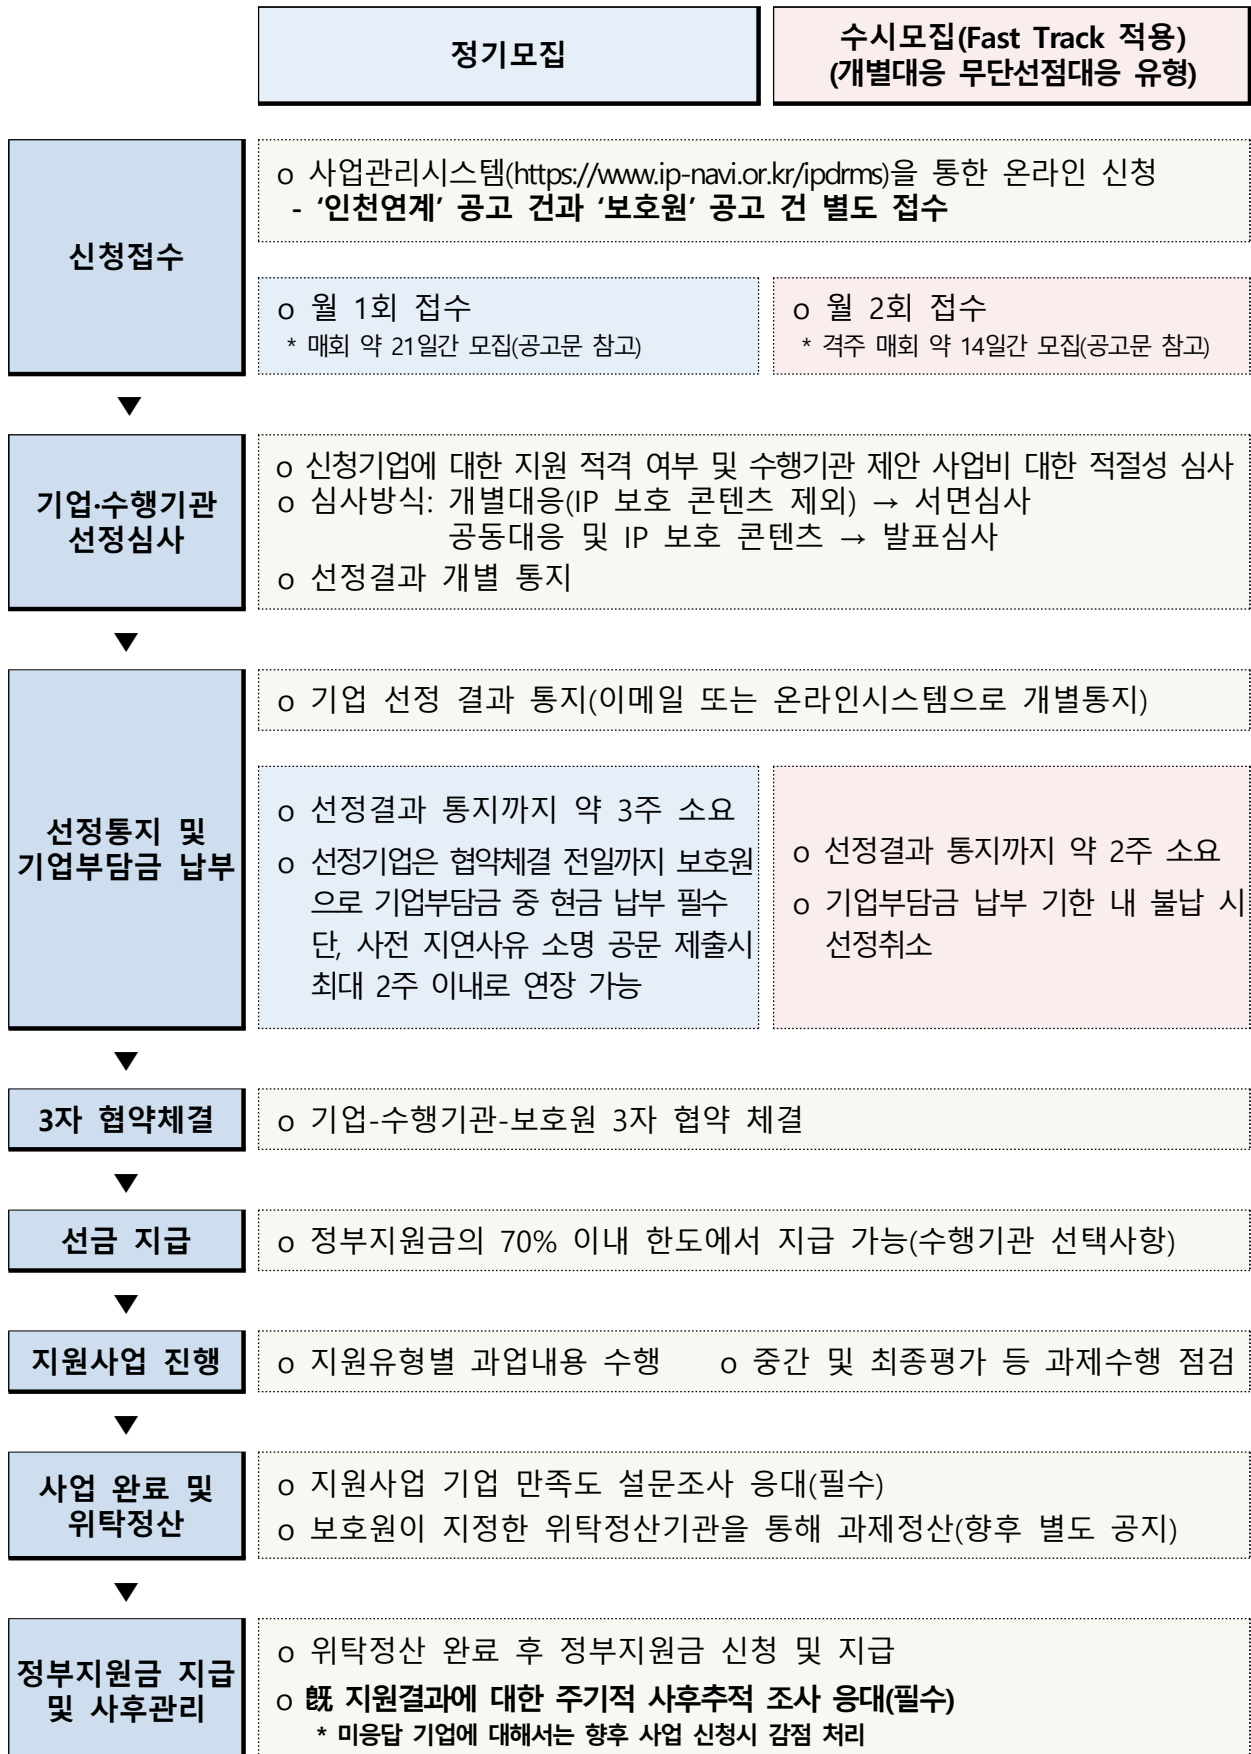 정기모집
수시모집(Fast Track 적용)
(개별대응 무단선점대응 유형)
신청접수
o 사업관리시스템(https://www.ip-navi.or.kr/ipdrms)을 통한 온라인 신청
- ‘인천연계’ 공고 건과 ‘보호원’ 공고 건 별도 접수
o 월 1회 접수
* 매회 약 21일간 모집(공고문 참고)
o 월 2회 접수
* 격주 매회 약 14일간 모집(공고문 참고)
▼
기업·수행기관
선정심사
o 신청기업에 대한 지원 적격 여부 및 수행기관 제안 사업비 대한 적절성 심사
o 심사방식: 개별대응(IP 보호 콘텐츠 제외) → 서면심사
공동대응 및 IP 보호 콘텐츠 → 발표심사
o 선정결과 개별 통지
▼
선정통지 및
기업부담금 납부
o 기업 선정 결과 통지(이메일 또는 온라인시스템으로 개별통지)
o 선정결과 통지까지 약 3주 소요
o 선정기업은 협약체결 전일까지 보호원
으로 기업부담금 중 현금 납부 필수
단, 사전 지연사유 소명 공문 제출시
최대 2주 이내로 연장 가능
o 선정결과 통지까지 약 2주 소요
o 기업부담금 납부 기한 내 불납 시
선정취소
▼
3자 협약체결
o 기업-수행기관-보호원 3자 협약 체결
▼
선금 지급
o 정부지원금의 70% 이내 한도에서 지급 가능(수행기관 선택사항)
▼
지원사업 진행
o 지원유형별 과업내용 수행 o 중간 및 최종평가 등 과제수행 점검
▼
사업 완료 및
위탁정산
o 지원사업 기업 만족도 설문조사 응대(필수)
o 보호원이 지정한 위탁정산기관을 통해 과제정산(향후 별도 공지)
▼
정부지원금 지급
및 사후관리
o 위탁정산 완료 후 정부지원금 신청 및 지급
o 旣 지원결과에 대한 주기적 사후추적 조사 응대(필수)
* 미응답 기업에 대해서는 향후 사업 신청시 감점 처리